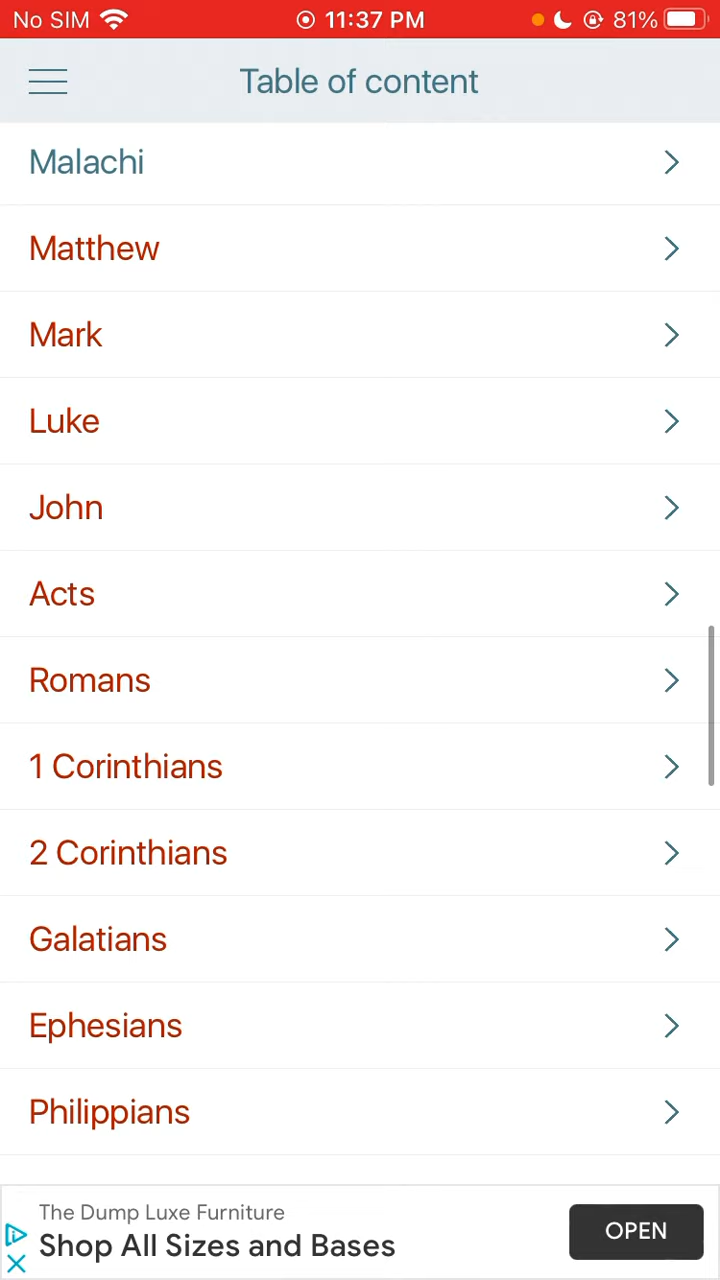 No SIM 11:37 PM 81%
Table of content
Malachi
Matthew
Mark
Luke
John
Acts
Romans
1 Corinthians
2 Corinthians
Galatians
Ephesians
Philippians
The Dump Luxe Furniture
Shop All Sizes and Bases
OPEN